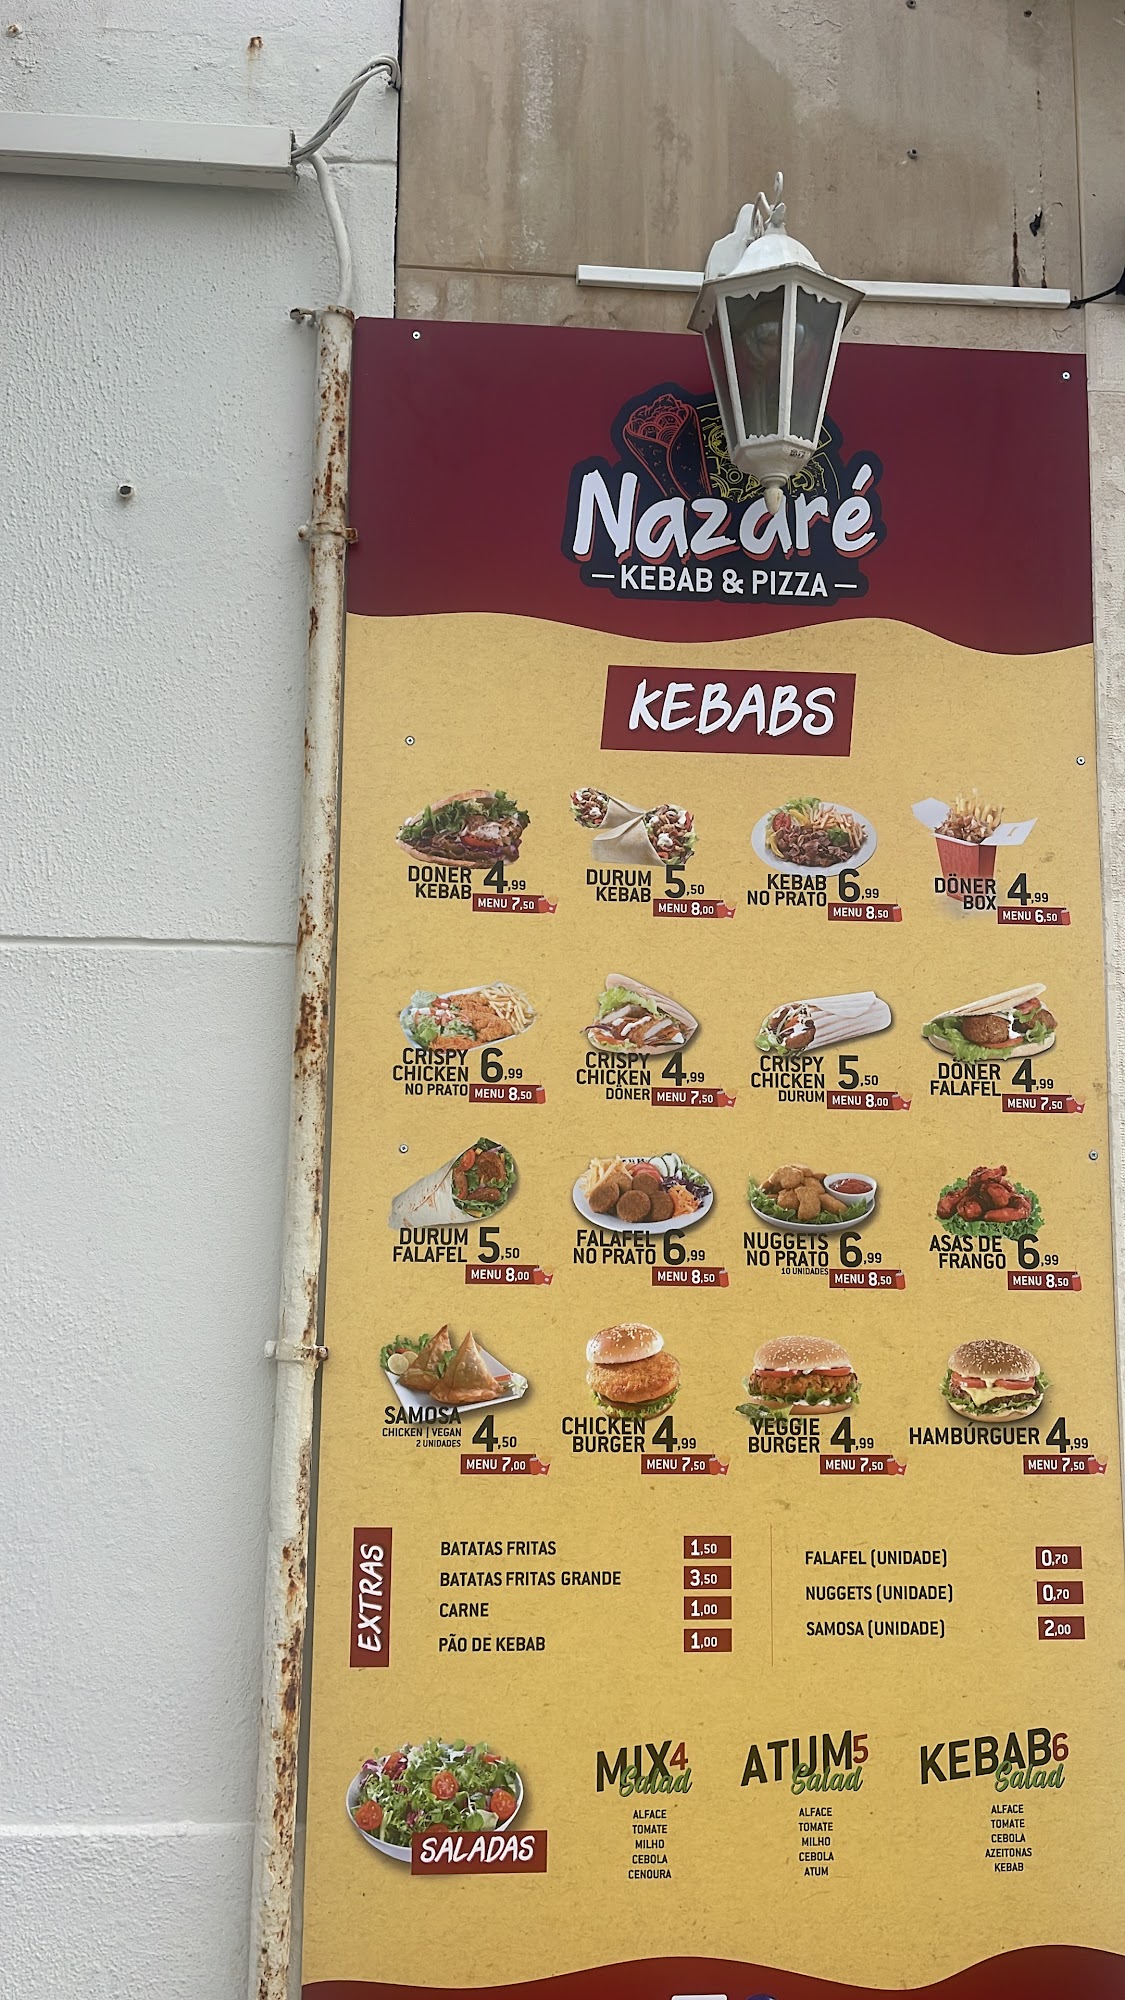 Nazaré
KEBAB & PIZZA
KEBABS
DONER KEBAB 4,99
MENU 7,50
DURUM KEBAB 5,50
MENU 8,00
KEBAB NO PRATO 6,99
MENU 8,50
DÖNER BOX 4,99
MENU 6,50
CRISPY CHICKEN NO PRATO 6,99
MENU 8,50
CRISPY CHICKEN DÖNER 4,99
MENU 7,50
CRISPY CHICKEN DURUM 5,50
MENU 8,00
DÖNER FALAFEL 4,99
MENU 7,50
DURUM FALAFEL 5,50
MENU 8,00
FALAFEL NO PRATO 6,99
MENU 8,50
NUGGETS NO PRATO 10 UNIDADES 6,99
MENU 8,50
ASAS DE FRANGO 6,99
MENU 8,50
SAMOSA CHICKEN | VEGAN 2 UNIDADES 4,50
MENU 7,00
CHICKEN BURGER 4,99
MENU 7,50
VEGGIE BURGER 4,99
MENU 7,50
HAMBÚRGUER 4,99
MENU 7,50
EXTRAS
BATATAS FRITAS 1,50
BATATAS FRITAS GRANDE 3,50
CARNE 1,00
PÃO DE KEBAB 1,00
FALAFEL (UNIDADE) 0,70
NUGGETS (UNIDADE) 0,70
SAMOSA (UNIDADE) 2,00
SALADAS
MIX 4
Salad
ALFACE
TOMATE
MILHO
CEBOLA
CENOURA
ATUM 5
Salad
ALFACE
TOMATE
MILHO
CEBOLA
ATUM
KEBAB 6
Salad
ALFACE
TOMATE
CEBOLA
AZEITONAS
KEBAB